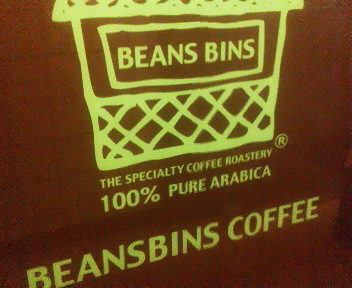 BEANS BINS
®
THE SPECIALTY COFFEE ROASTERY
100% PURE ARABICA
BEANSBINS COFFEE